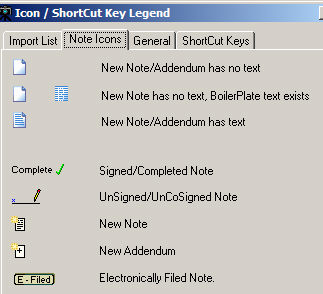 Icon / ShortCut Key Legend
Import List Note Icons General ShortCut Keys
New Note/Addendum has no text
New Note has no text, BoilerPlate text exists
New Note/Addendum has text
Complete Signed/Completed Note
x UnSigned/UnCoSigned Note
New Note
New Addendum
E - Filed Electronically Filed Note.